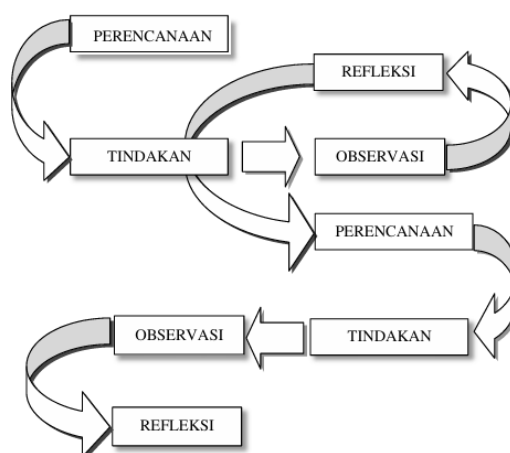 PERENCANAAN
REFLEKSI
TINDAKAN
OBSERVASI
PERENCANAAN
OBSERVASI
TINDAKAN
REFLEKSI